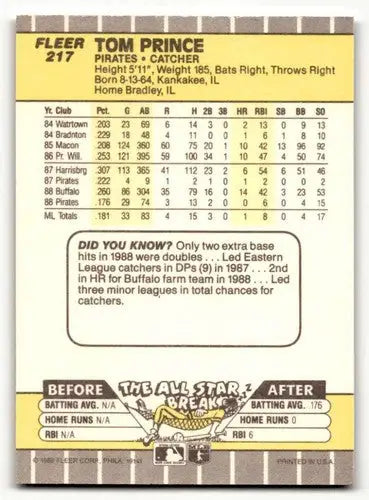 FLEER
217
TOM PRINCE
PIRATES • CATCHER
Height 5'11", Weight 185, Bats Right, Throws Right
Born 8-13-64, Kankakee, IL
Home Bradley, IL
Yr. Club Pct. G AB R H 2B 3B HR RBI SB BB SO
84 Watrtown .203 23 69 6 14 3 0 2 13 0 9 13
84 Bradnton .229 18 48 4 11 0 0 1 6 1 8 10
85 Macon .208 124 360 60 75 20 1 10 42 13 96 92
86 Pr. Will. .253 121 395 59 100 34 1 10 47 4 50 74
87 Harrisbrg .307 113 365 41 112 23 2 6 54 6 51 46
87 Pirates .222 4 9 1 2 1 0 1 2 0 0 2
88 Buffalo .260 86 304 35 79 16 0 14 42 3 23 53
88 Pirates .176 29 74 3 13 2 0 0 6 0 4 15
ML Totals .181 33 83 4 15 3 0 1 8 0 4 17
DID YOU KNOW? Only two extra base
hits in 1988 were doubles . . . Led Eastern
League catchers in DPs (9) in 1987 . . . 2nd
in HR for Buffalo farm team in 1988 . . . Led
three minor leagues in total chances for
catchers.
BEFORE THE ALL STAR BREAK AFTER
BATTING AVG. N/A BATTING AVG. .176
HOME RUNS N/A HOME RUNS 0
RBI N/A RBI 6
© 1989 FLEER CORP., PHILA. 19141 PRINTED IN U.S.A.